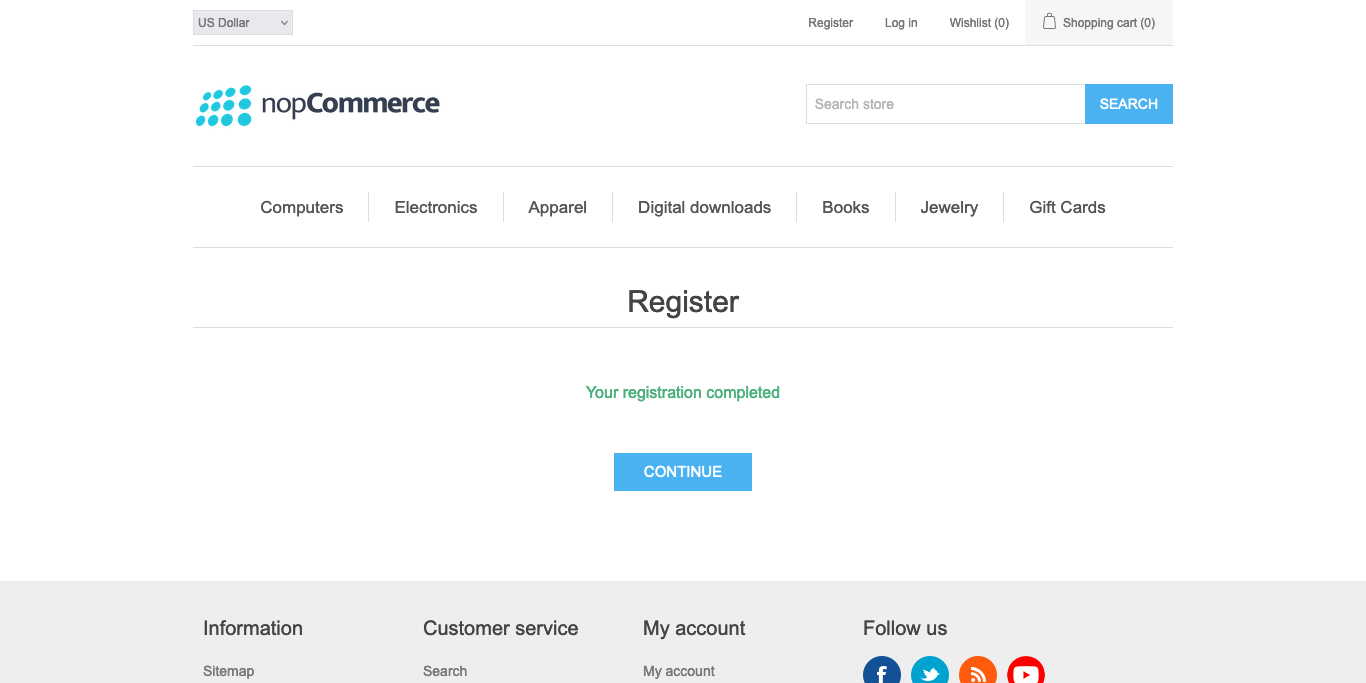 US Dollar
Register
Log in
Wishlist (0)
Shopping cart (0)
nopCommerce
Search store
SEARCH
Computers
Electronics
Apparel
Digital downloads
Books
Jewelry
Gift Cards
Register
Your registration completed
CONTINUE
Information
Customer service
My account
Follow us
Sitemap
Search
My account